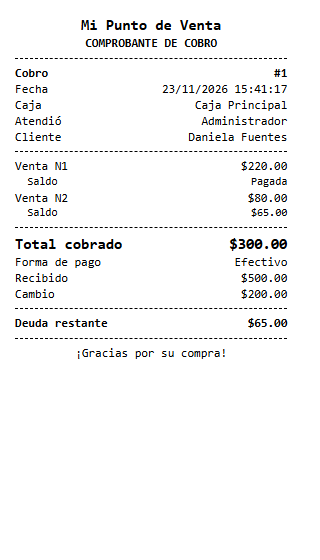 Mi Punto de Venta
COMPROBANTE DE COBRO
Cobro #1
Fecha 23/11/2026 15:41:17
Caja Caja Principal
Atendió Administrador
Cliente Daniela Fuentes
Venta N1 $220.00
Saldo Pagada
Venta N2 $80.00
Saldo $65.00
Total cobrado $300.00
Forma de pago Efectivo
Recibido $500.00
Cambio $200.00
Deuda restante $65.00
¡Gracias por su compra!